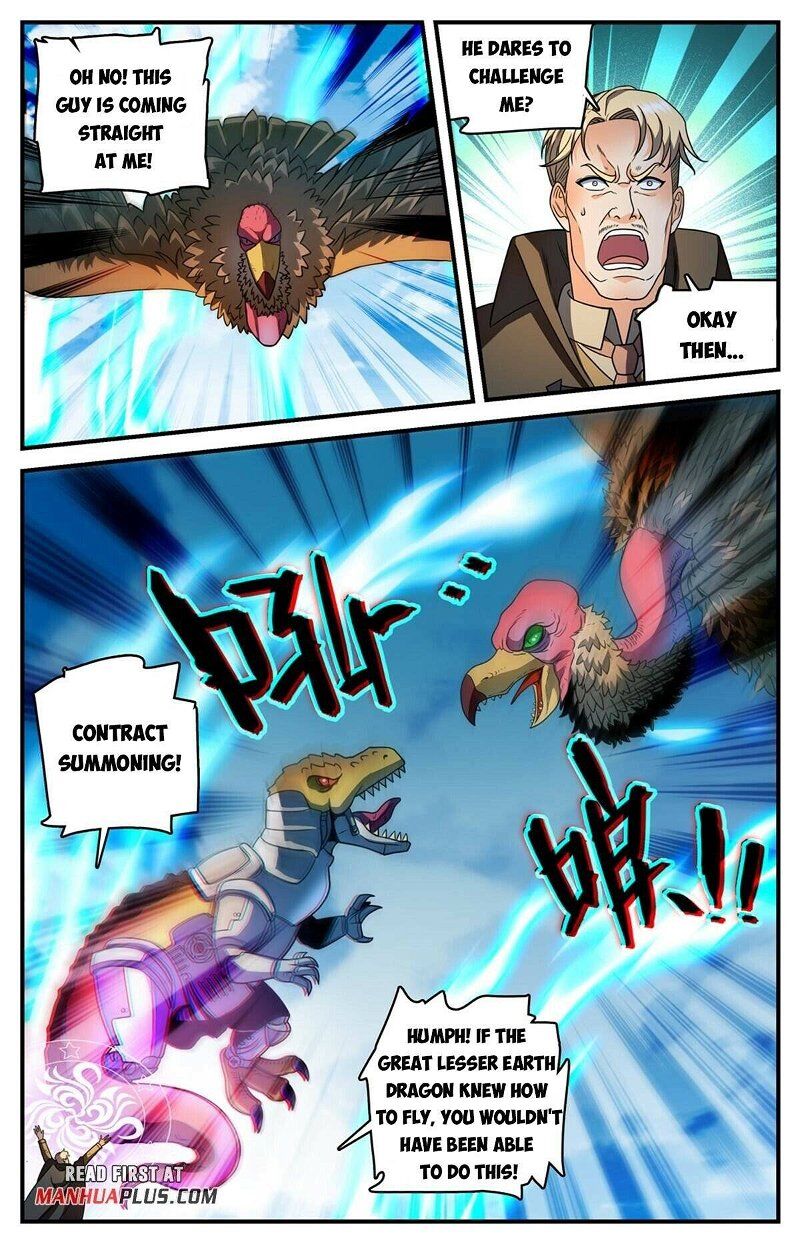 OH NO! THIS
GUY IS COMING
STRAIGHT
AT ME!
HE DARES TO
CHALLENGE
ME?
OKAY
THEN...
CONTRACT
SUMMONING!
HUMPH! IF THE
GREAT LESSER EARTH
DRAGON KNEW HOW
TO FLY, YOU WOULDN'T
HAVE BEEN ABLE
TO DO THIS!
READ FIRST AT
MANHUAPLUS.COM